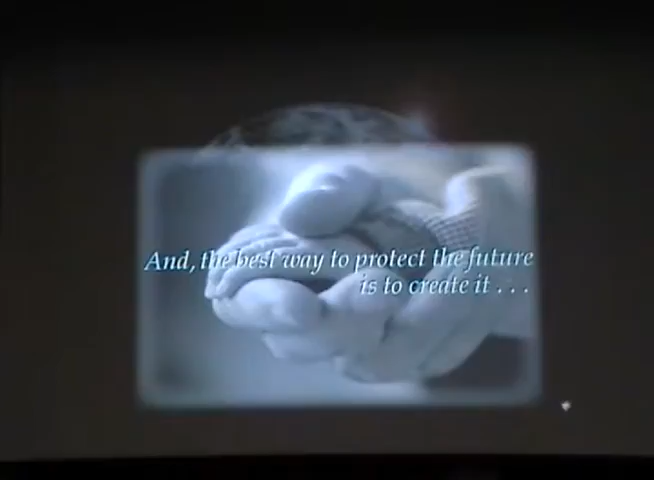 And, the best way to protect the future
is to create it . . .